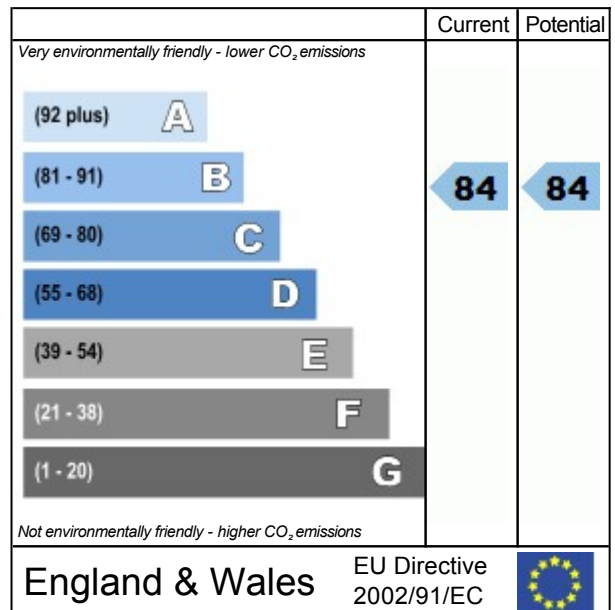 Current Potential
Very environmentally friendly - lower CO₂ emissions
(92 plus) A
(81 - 91) B 84 84
(69 - 80) C
(55 - 68) D
(39 - 54) E
(21 - 38) F
(1 - 20) G
Not environmentally friendly - higher CO₂ emissions
England & Wales EU Directive
2002/91/EC